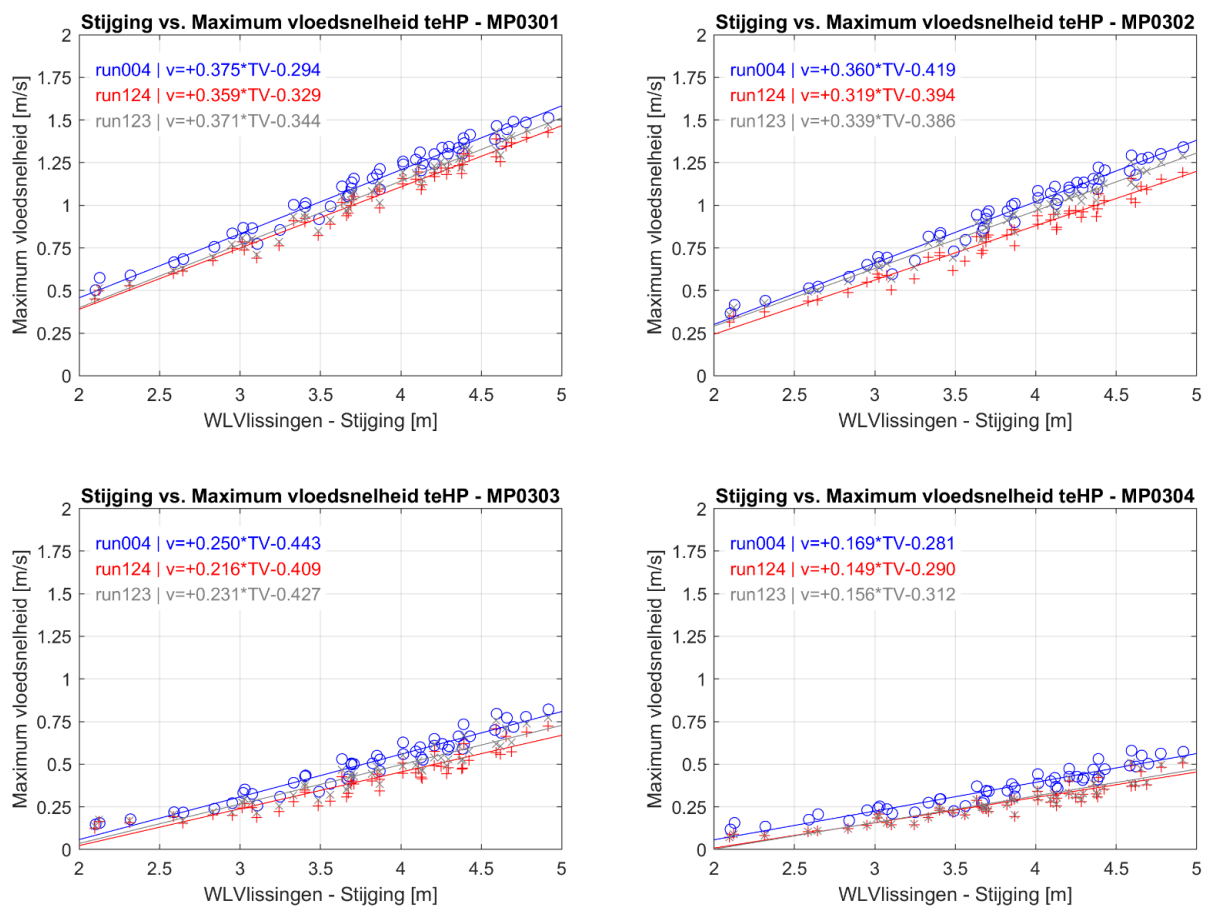 Stijging vs. Maximum vloedsnelheid teHP - MP0301
2
1.75
1.5
1.25
1
0.75
0.5
0.25
0
Maximum vloedsnelheid [m/s]
run004 | v=+0.375*TV-0.294
run124 | v=+0.359*TV-0.329
run123 | v=+0.371*TV-0.344
2 2.5 3 3.5 4 4.5 5
WLVlissingen - Stijging [m]
Stijging vs. Maximum vloedsnelheid teHP - MP0302
2
1.75
1.5
1.25
1
0.75
0.5
0.25
0
Maximum vloedsnelheid [m/s]
run004 | v=+0.360*TV-0.419
run124 | v=+0.319*TV-0.394
run123 | v=+0.339*TV-0.386
2 2.5 3 3.5 4 4.5 5
WLVlissingen - Stijging [m]
Stijging vs. Maximum vloedsnelheid teHP - MP0303
2
1.75
1.5
1.25
1
0.75
0.5
0.25
0
Maximum vloedsnelheid [m/s]
run004 | v=+0.250*TV-0.443
run124 | v=+0.216*TV-0.409
run123 | v=+0.231*TV-0.427
2 2.5 3 3.5 4 4.5 5
WLVlissingen - Stijging [m]
Stijging vs. Maximum vloedsnelheid teHP - MP0304
2
1.75
1.5
1.25
1
0.75
0.5
0.25
0
Maximum vloedsnelheid [m/s]
run004 | v=+0.169*TV-0.281
run124 | v=+0.149*TV-0.290
run123 | v=+0.156*TV-0.312
2 2.5 3 3.5 4 4.5 5
WLVlissingen - Stijging [m]